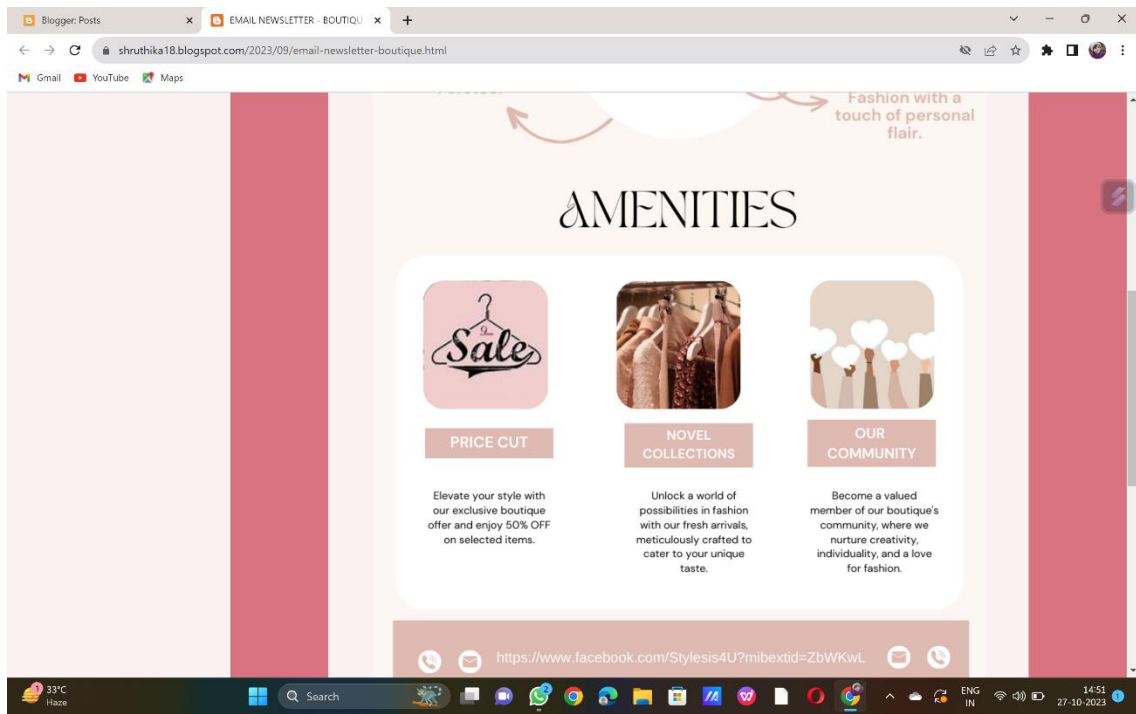 Blogger: Posts
EMAIL NEWSLETTER - BOUTIQU
shruthika18.blogspot.com/2023/09/email-newsletter-boutique.html
Gmail YouTube Maps
Fashion with a
touch of personal
flair.
AMENITIES
Sale
PRICE CUT
Elevate your style with
our exclusive boutique
offer and enjoy 50% OFF
on selected items.
NOVEL
COLLECTIONS
Unlock a world of
possibilities in fashion
with our fresh arrivals,
meticulously crafted to
cater to your unique
taste.
OUR
COMMUNITY
Become a valued
member of our boutique's
community, where we
nurture creativity,
individuality, and a love
for fashion.
https://www.facebook.com/Stylesis4U?mibextid=ZbWKwL
1
33°C
Haze
Search
2
ENG
IN
14:51
27-10-2023
1